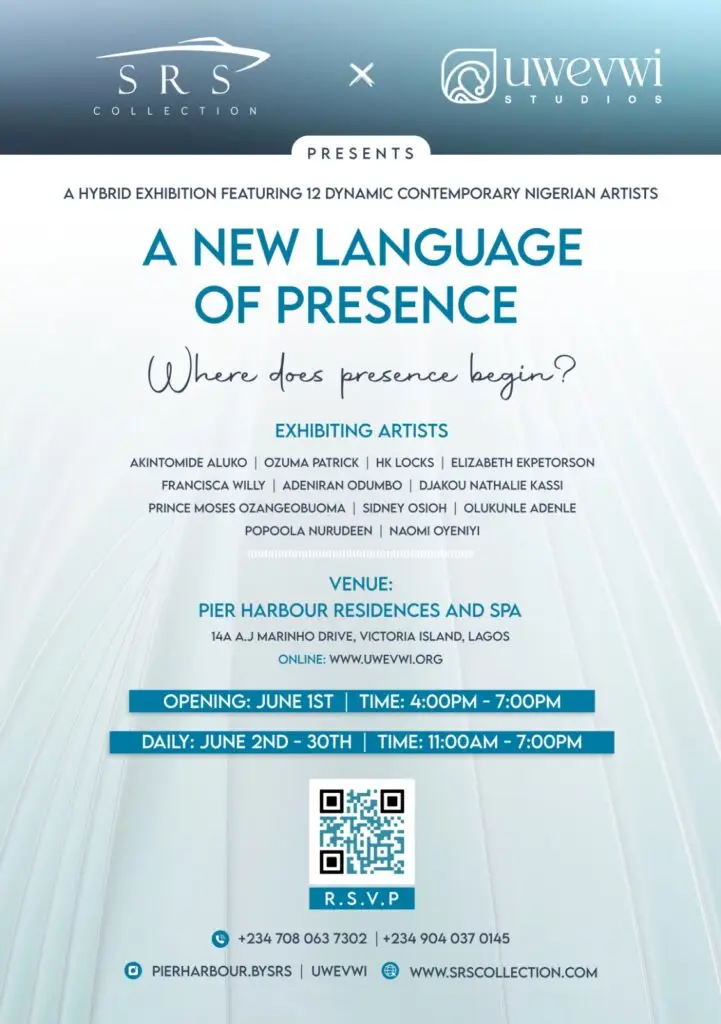 SRS
COLLECTION
X
uwevwi
STUDIOS
PRESENTS
A HYBRID EXHIBITION FEATURING 12 DYNAMIC CONTEMPORARY NIGERIAN ARTISTS
A NEW LANGUAGE
OF PRESENCE
Where does presence begin?
EXHIBITING ARTISTS
AKINTOMIDE ALUKO | OZUMA PATRICK | HK LOCKS | ELIZABETH EKPETORSON
FRANCISCA WILLY | ADENIRAN ODUMBO | DJAKOU NATHALIE KASSI
PRINCE MOSES OZANGEOBUOMA | SIDNEY OSIOH | OLUKUNLE ADENLE
POPOOLA NURUDEEN | NAOMI OYENIYI
VENUE:
PIER HARBOUR RESIDENCES AND SPA
14A A.J MARINHO DRIVE, VICTORIA ISLAND, LAGOS
ONLINE: WWW.UWEVWI.ORG
OPENING: JUNE 1ST | TIME: 4:00PM - 7:00PM
DAILY: JUNE 2ND - 30TH | TIME: 11:00AM - 7:00PM
R.S.V.P
+234 708 063 7302 | +234 904 037 0145
PIERHARBOUR.BYSRS | UWEVWI WWW.SRSCOLLECTION.COM